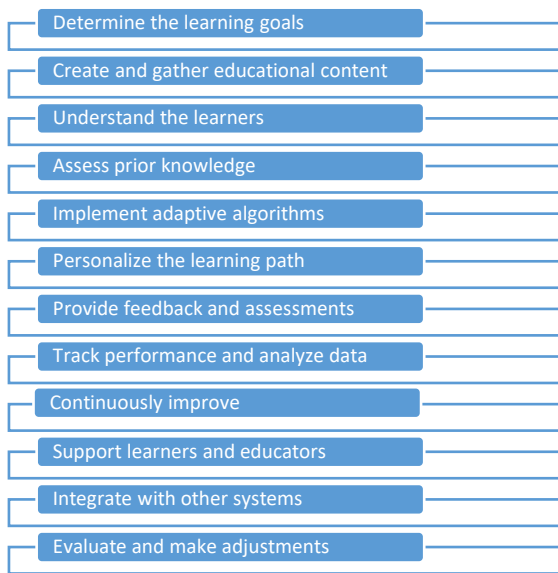 Determine the learning goals
Create and gather educational content
Understand the learners
Assess prior knowledge
Implement adaptive algorithms
Personalize the learning path
Provide feedback and assessments
Track performance and analyze data
Continuously improve
Support learners and educators
Integrate with other systems
Evaluate and make adjustments